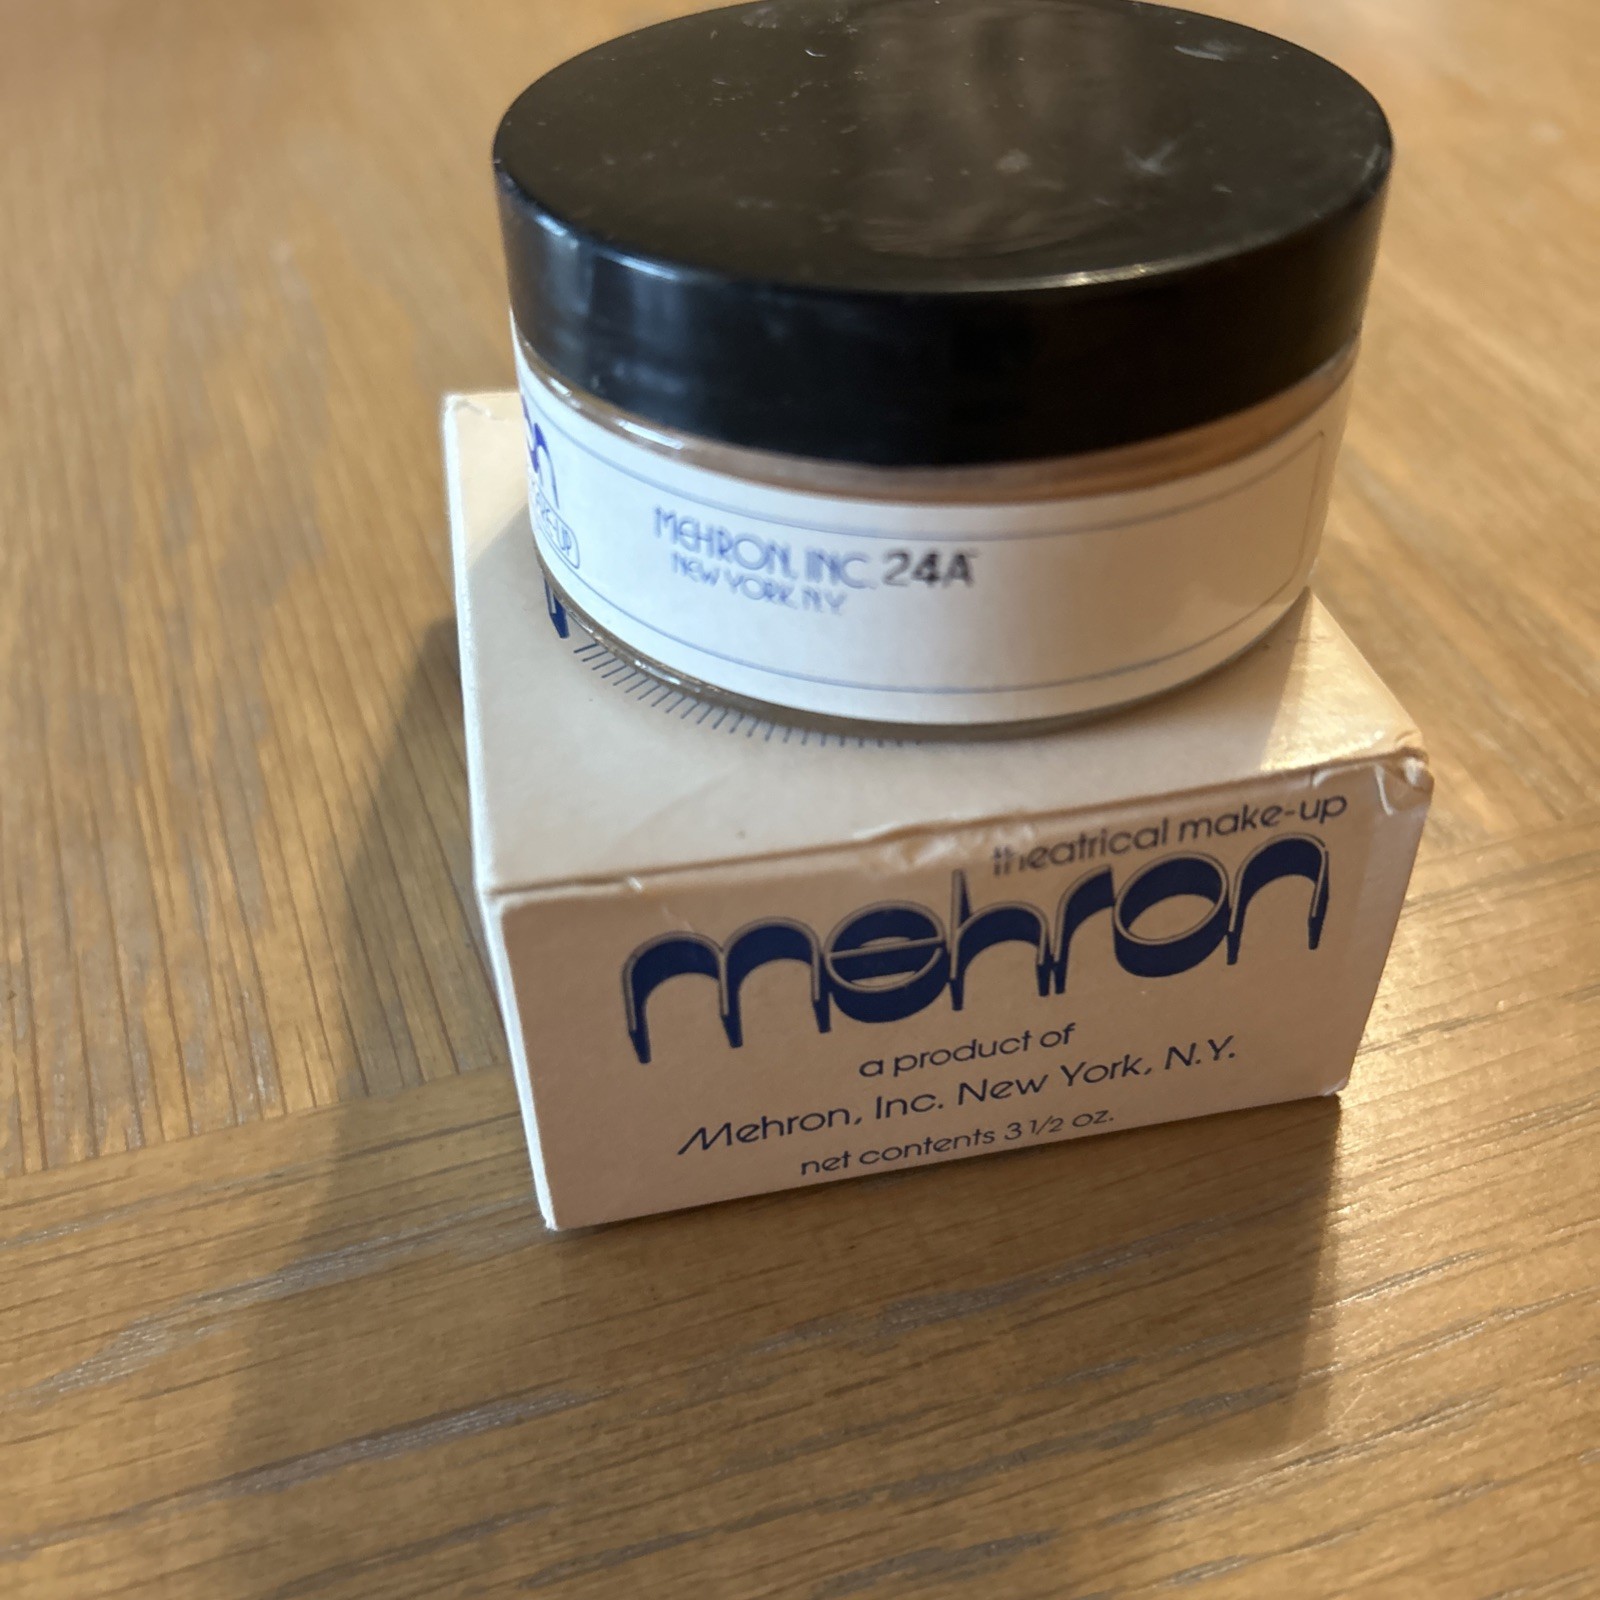 MEHRON, INC. 24A
NEW YORK, N.Y.
theatrical make-up
mehron
a product of
Mehron, Inc. New York, N.Y.
net contents 3 1/2 oz.